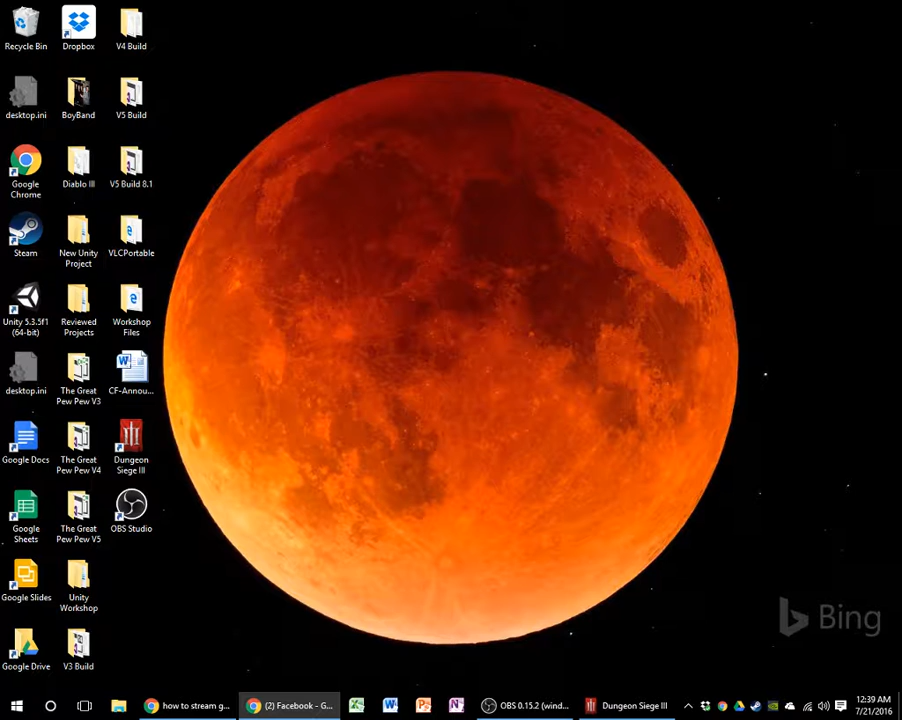 Recycle Bin
Dropbox
V4 Build
desktop.ini
BoyBand
V5 Build
Google
Chrome
Diablo III
V5 Build 8.1
Steam
New Unity
Project
VLCPortable
Unity 5.3.5f1
(64-bit)
Reviewed
Projects
Workshop
Files
desktop.ini
The Great
Pew Pew V3
CF-Annou...
Google Docs
The Great
Pew Pew V4
Dungeon
Siege III
Google
Sheets
The Great
Pew Pew V5
OBS Studio
Google Slides
Unity
Workshop
Google Drive
V3 Build
Bing
how to stream g...
(2) Facebook - G...
OBS 0.15.2 (wind...
Dungeon Siege III
12:39 AM
7/21/2016